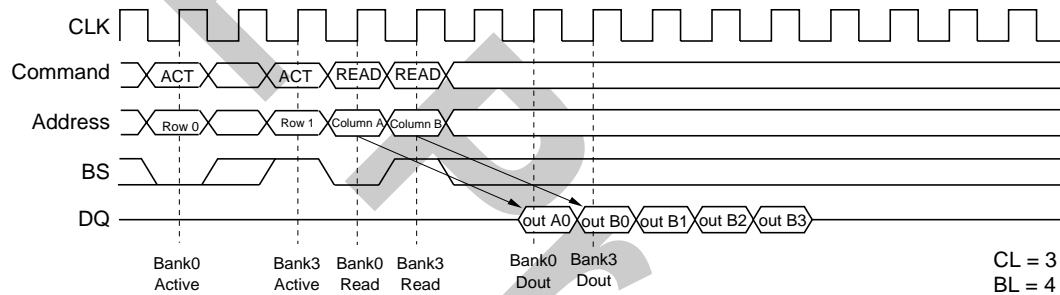 CLK
Command ACT ACT READ READ
Address Row 0 Row 1 Column A Column B
BS
DQ out A0 out B0 out B1 out B2 out B3
Bank0 Active
Bank3 Active
Bank0 Read
Bank3 Read
Bank0 Dout
Bank3 Dout
CL = 3
BL = 4